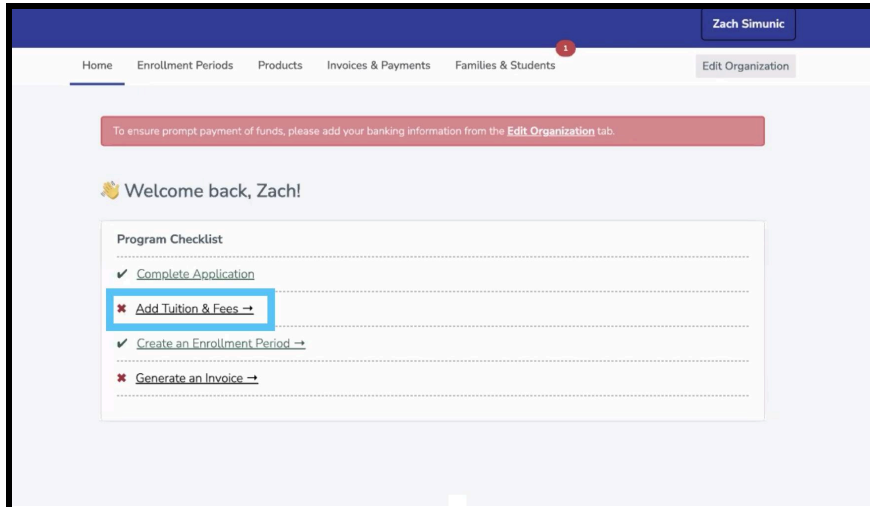 Zach Simunic
1
Home Enrollment Periods Products Invoices & Payments Families & Students Edit Organization
To ensure prompt payment of funds, please add your banking information from the Edit Organization tab.
👋 Welcome back, Zach!
Program Checklist
✔ Complete Application
✖ Add Tuition & Fees →
✔ Create an Enrollment Period →
✖ Generate an Invoice →